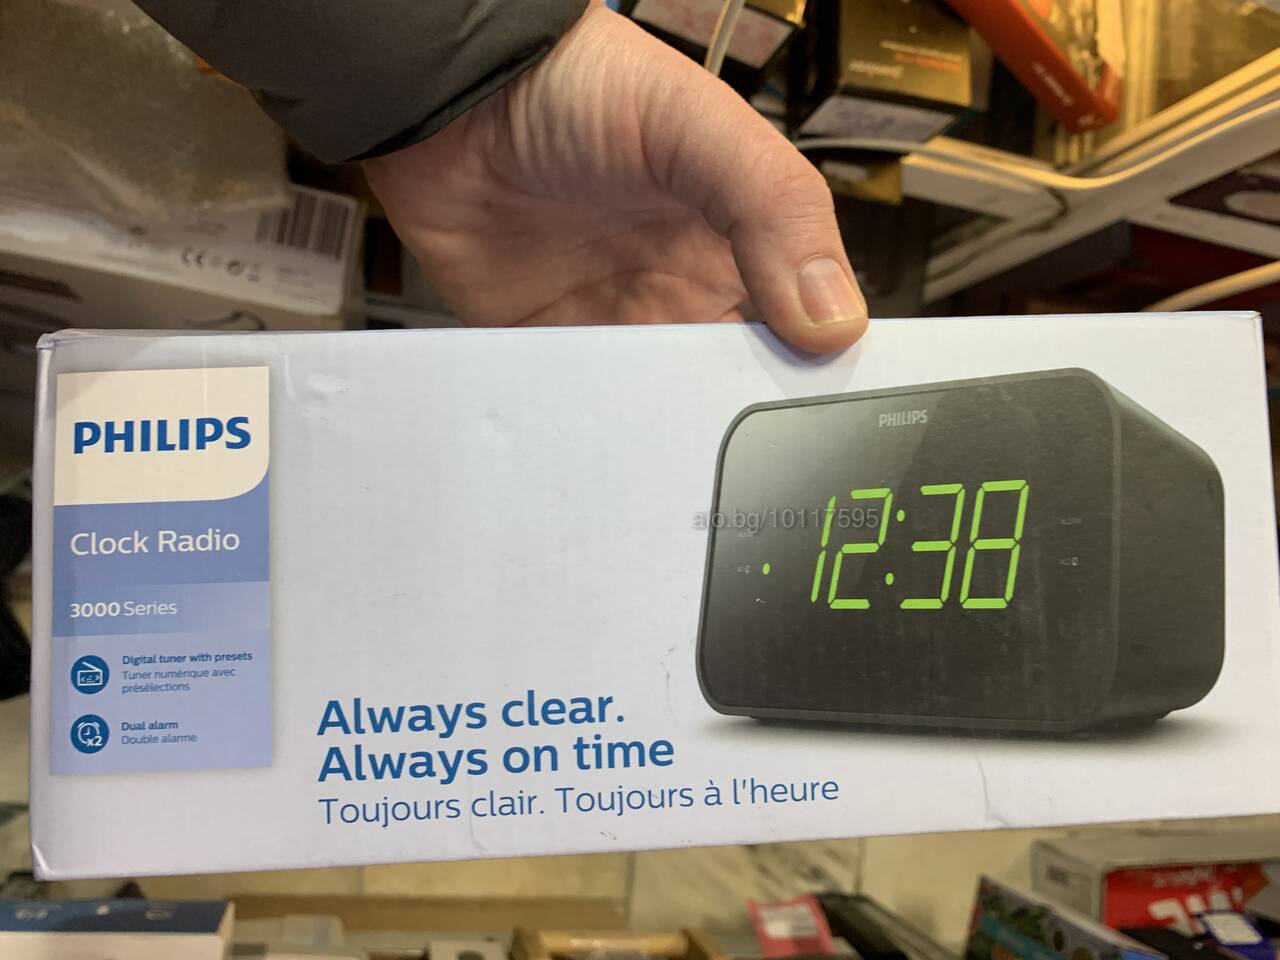 PHILIPS
Clock Radio
3000 Series
Digital tuner with presets
Tuner numérique avec
présélections
x2
Dual alarm
Double alarme
Always clear.
Always on time
Toujours clair. Toujours à l'heure
PHILIPS
12:38
alo.bg/10117595